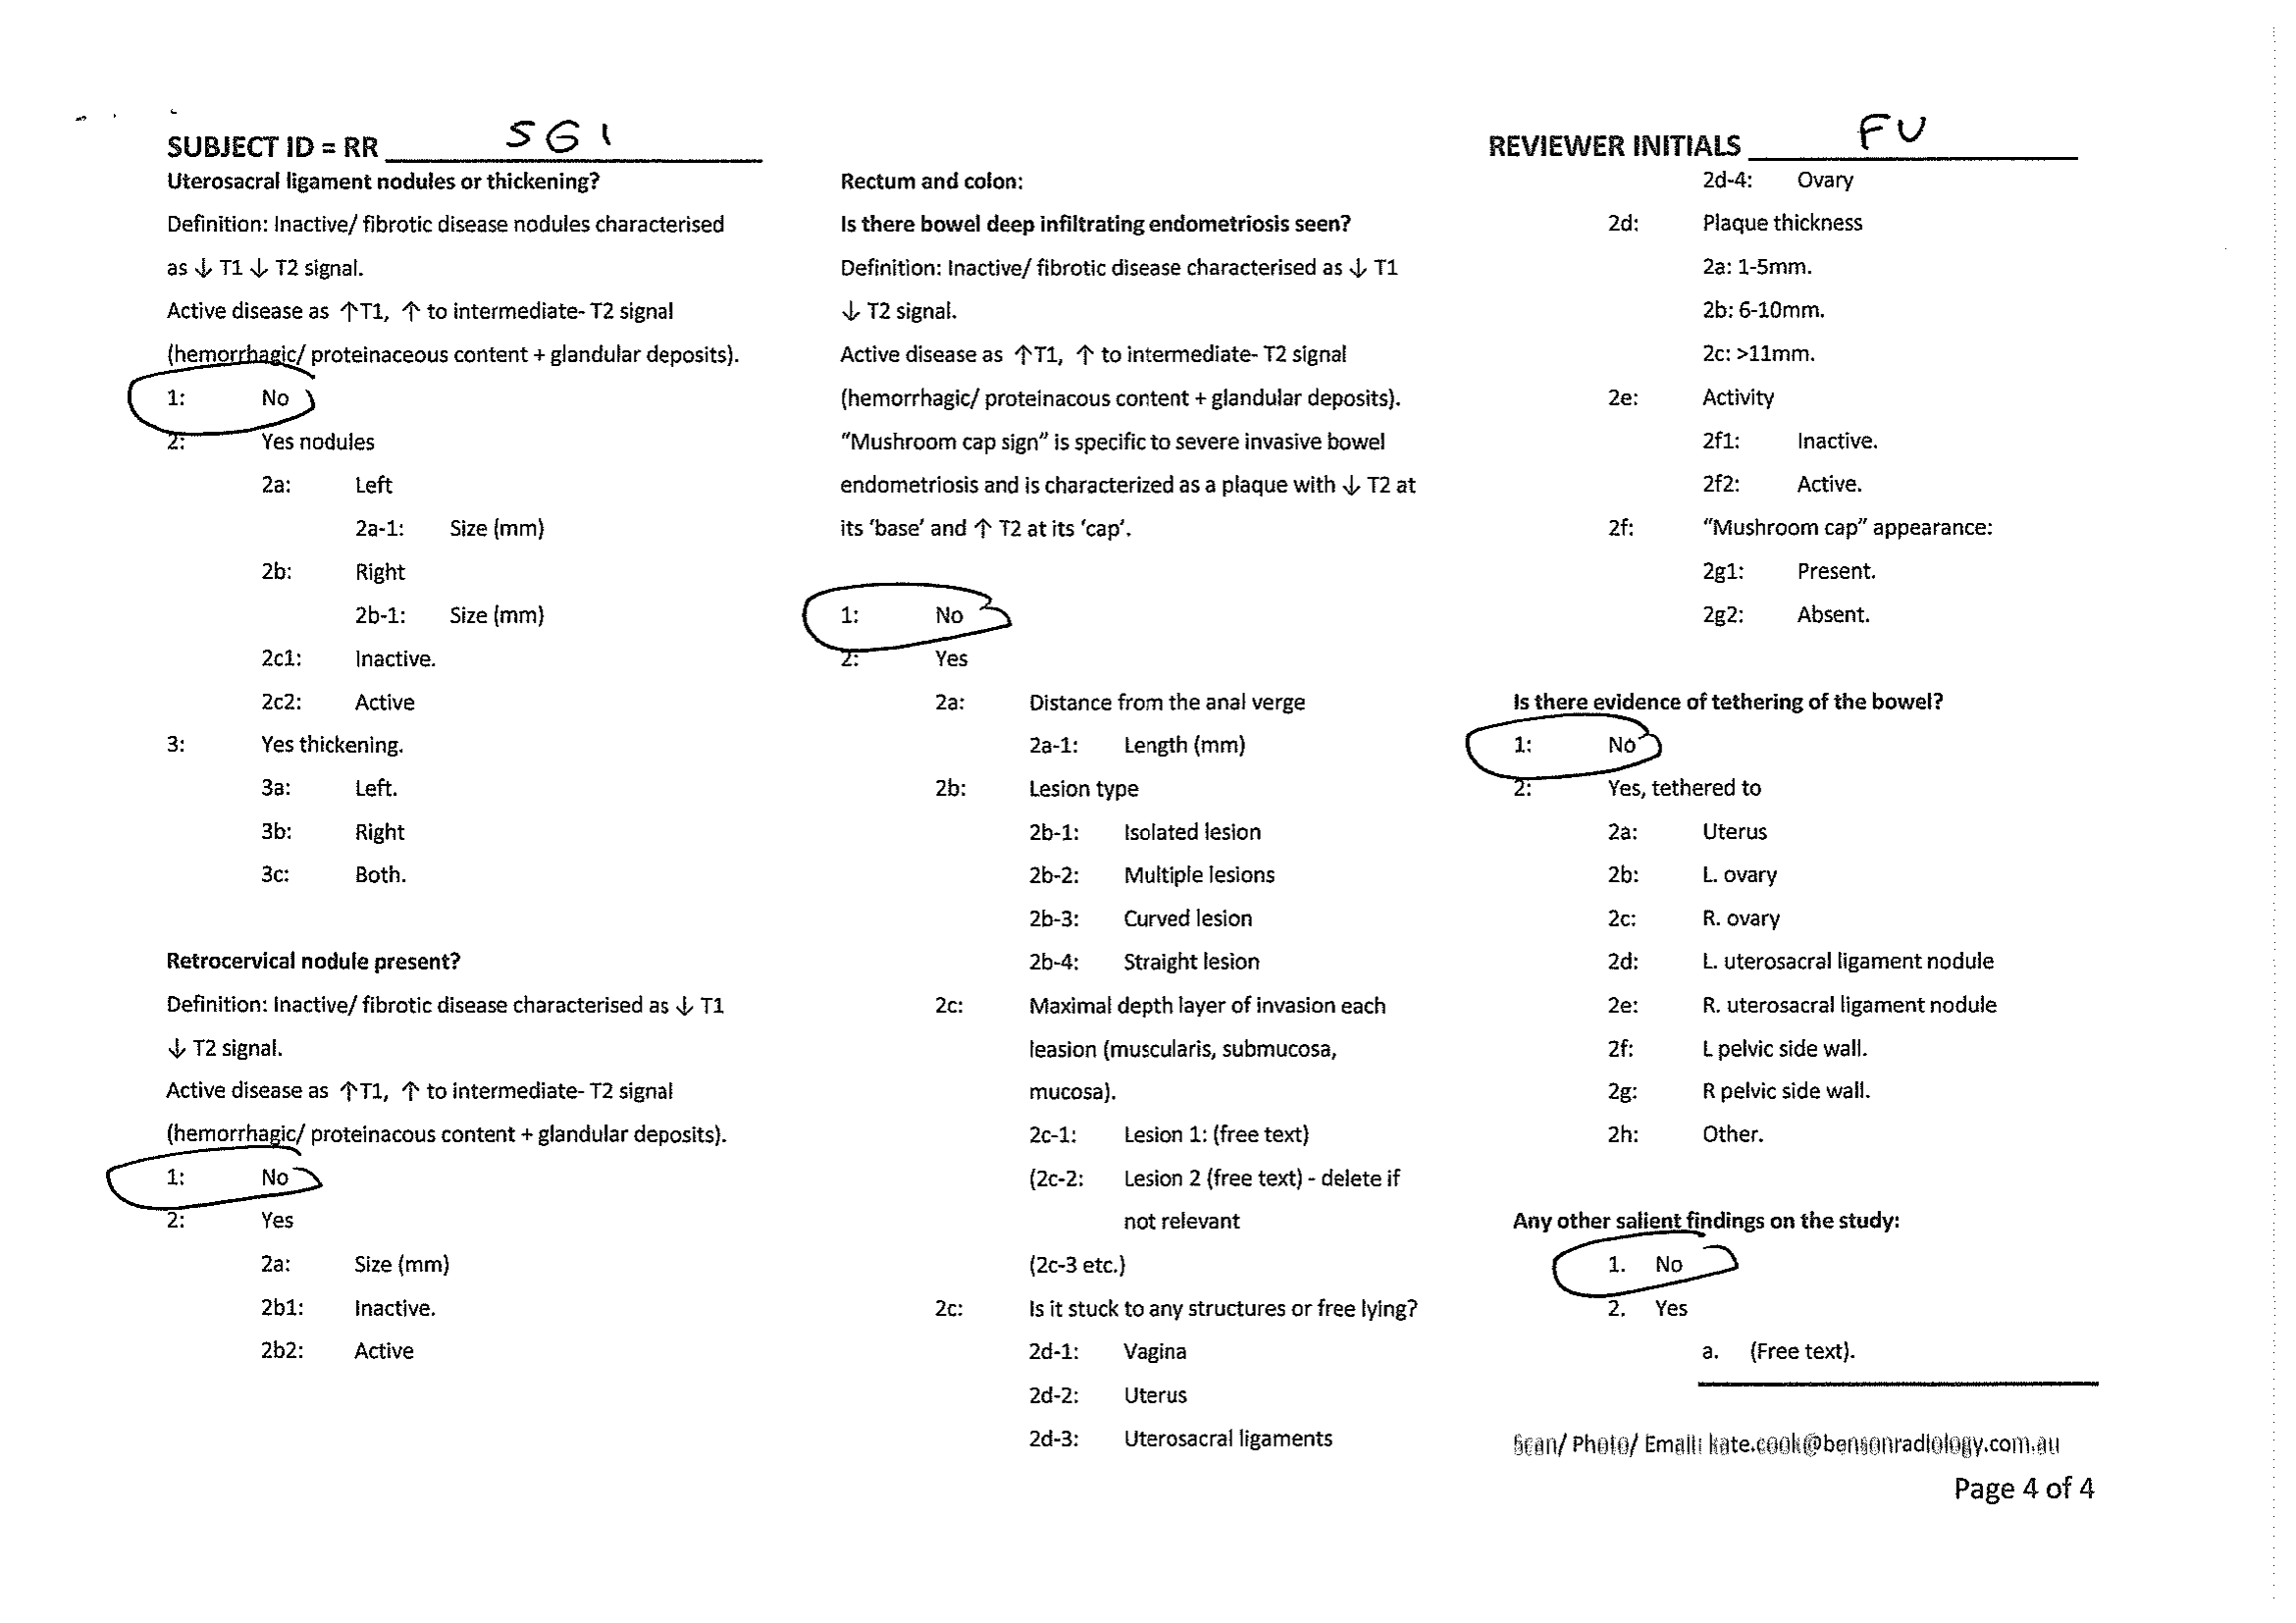 SUBJECT ID = RR SG1
REVIEWER INITIALS FU
Uterosacral ligament nodules or thickening?
Definition: Inactive/ fibrotic disease nodules characterised
as ↓ T1 ↓ T2 signal.
Active disease as ↑T1, ↑ to intermediate- T2 signal
(hemorrhagic/ proteinaceous content + glandular deposits).
1: No
2: Yes nodules
2a: Left
2a-1: Size (mm)
2b: Right
2b-1: Size (mm)
2c1: Inactive.
2c2: Active
3: Yes thickening.
3a: Left.
3b: Right
3c: Both.
Retrocervical nodule present?
Definition: Inactive/ fibrotic disease characterised as ↓ T1
↓ T2 signal.
Active disease as ↑T1, ↑ to intermediate- T2 signal
(hemorrhagic/ proteinacous content + glandular deposits).
1: No
2: Yes
2a: Size (mm)
2b1: Inactive.
2b2: Active
Rectum and colon:
Is there bowel deep infiltrating endometriosis seen?
Definition: Inactive/ fibrotic disease characterised as ↓ T1
↓ T2 signal.
Active disease as ↑T1, ↑ to intermediate- T2 signal
(hemorrhagic/ proteinacous content + glandular deposits).
“Mushroom cap sign” is specific to severe invasive bowel
endometriosis and is characterized as a plaque with ↓ T2 at
its ‘base’ and ↑ T2 at its ‘cap’.
1: No
2: Yes
2a: Distance from the anal verge
2a-1: Length (mm)
2b: Lesion type
2b-1: Isolated lesion
2b-2: Multiple lesions
2b-3: Curved lesion
2b-4: Straight lesion
2c: Maximal depth layer of invasion each
leasion (muscularis, submucosa,
mucosa).
2c-1: Lesion 1: (free text)
(2c-2: Lesion 2 (free text) - delete if
not relevant
(2c-3 etc.)
2c: Is it stuck to any structures or free lying?
2d-1: Vagina
2d-2: Uterus
2d-3: Uterosacral ligaments
2d-4: Ovary
2d: Plaque thickness
2a: 1-5mm.
2b: 6-10mm.
2c: >11mm.
2e: Activity
2f1: Inactive.
2f2: Active.
2f: “Mushroom cap” appearance:
2g1: Present.
2g2: Absent.
Is there evidence of tethering of the bowel?
1: No
2: Yes, tethered to
2a: Uterus
2b: L. ovary
2c: R. ovary
2d: L. uterosacral ligament nodule
2e: R. uterosacral ligament nodule
2f: L pelvic side wall.
2g: R pelvic side wall.
2h: Other.
Any other salient findings on the study:
1. No
2. Yes
a. (Free text).
Scan/ Photo/ Email: kate.cook@bensonradiology.com.au
Page 4 of 4